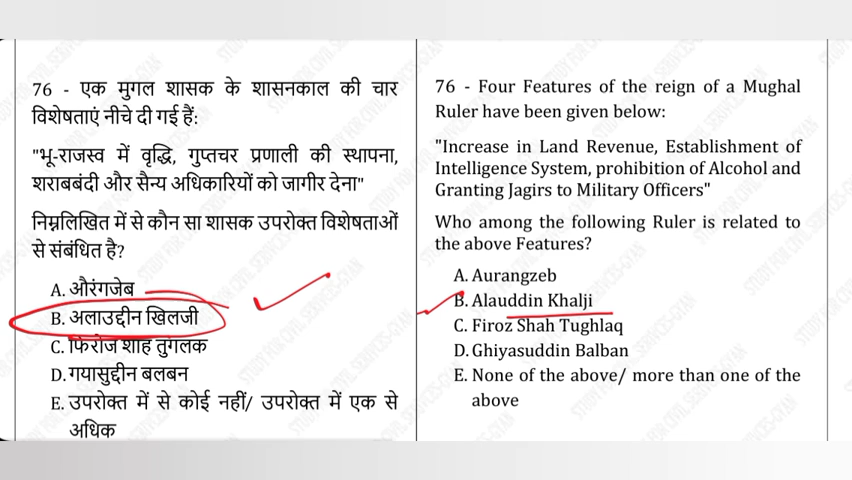 76 - एक मुगल शासक के शासनकाल की चार
विशेषताएं नीचे दी गई हैं:
"भू-राजस्व में वृद्धि, गुप्तचर प्रणाली की स्थापना,
शराबबंदी और सैन्य अधिकारियों को जागीर देना"
निम्नलिखित में से कौन सा शासक उपरोक्त विशेषताओं
से संबंधित है?
A. औरंगजेब
B. अलाउद्दीन खिलजी
C. फिरोज शाह तुगलक
D. गयासुद्दीन बलबन
E. उपरोक्त में से कोई नहीं/ उपरोक्त में एक से
अधिक
76 - Four Features of the reign of a Mughal
Ruler have been given below:
"Increase in Land Revenue, Establishment of
Intelligence System, prohibition of Alcohol and
Granting Jagirs to Military Officers"
Who among the following Ruler is related to
the above Features?
A. Aurangzeb
B. Alauddin Khalji
C. Firoz Shah Tughlaq
D. Ghiyasuddin Balban
E. None of the above/ more than one of the
above